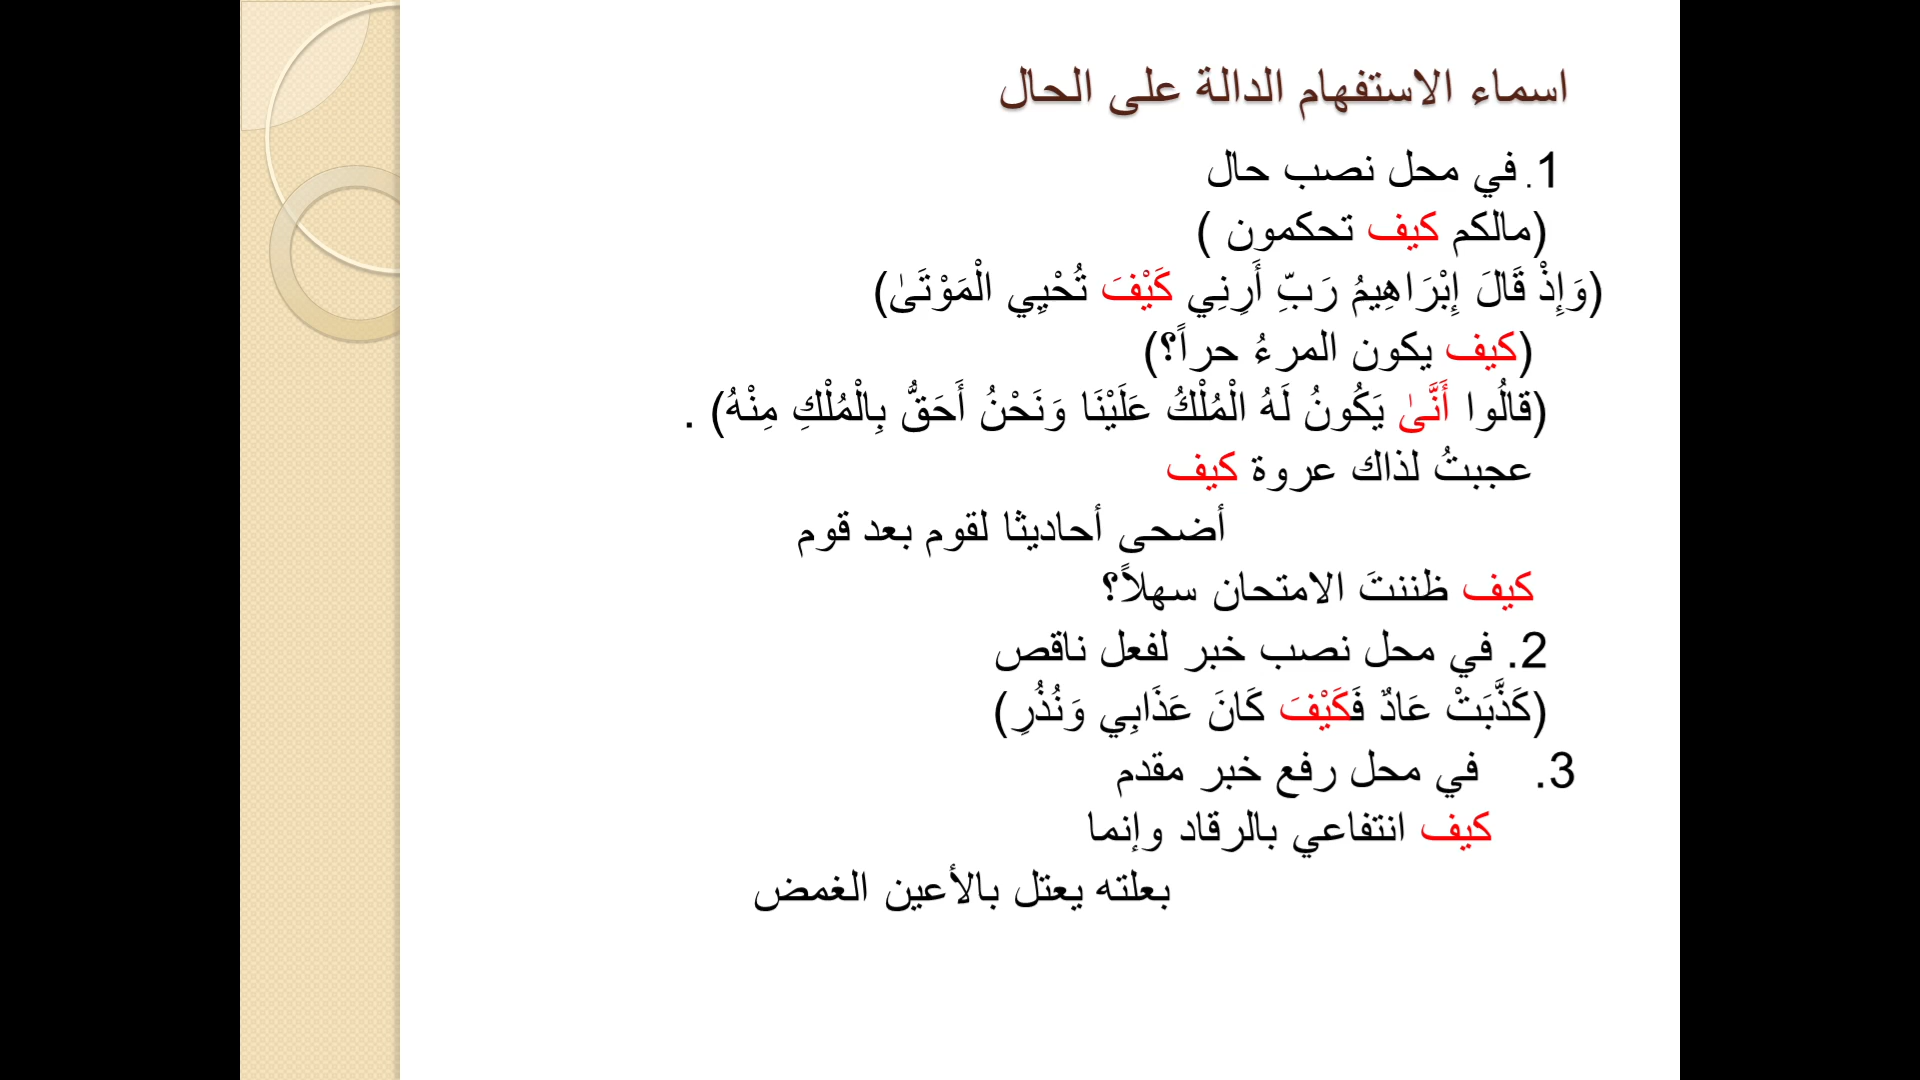 اسماء الاستفهام الدالة على الحال
1. في محل نصب حال
(مالكم كيف تحكمون )
(وَإِذْ قَالَ إِبْرَاهِيمُ رَبِّ أَرِنِي كَيْفَ تُحْيِي الْمَوْتَىٰ)
(كيف يكون المرءُ حراً؟)
(قالُوا أَنَّىٰ يَكُونُ لَهُ الْمُلْكُ عَلَيْنَا وَنَحْنُ أَحَقُّ بِالْمُلْكِ مِنْهُ) .
عجبتُ لذاك عروة كيف
أضحى أحاديثا لقوم بعد قوم
كيف ظننتَ الامتحان سهلاً؟
2. في محل نصب خبر لفعل ناقص
(كَذَّبَتْ عَادٌ فَكَيْفَ كَانَ عَذَابِي وَنُذُرِ)
3. في محل رفع خبر مقدم
كيف انتفاعي بالرقاد وإنما
بعلته يعتل بالأعين الغمض